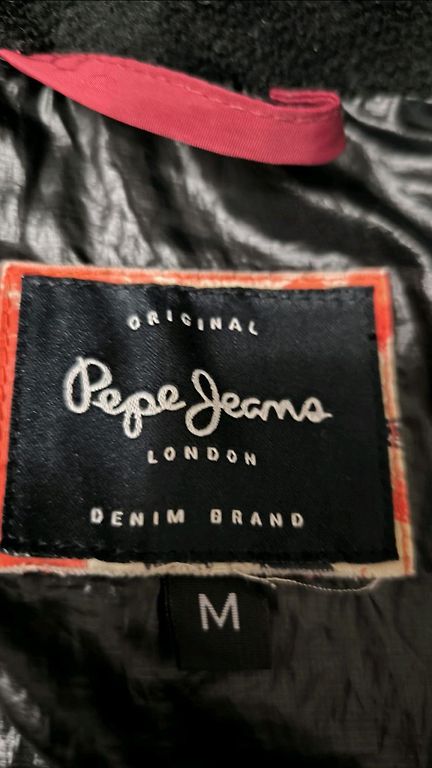 ORIGINAL
Pepe Jeans
LONDON
DENIM BRAND
M